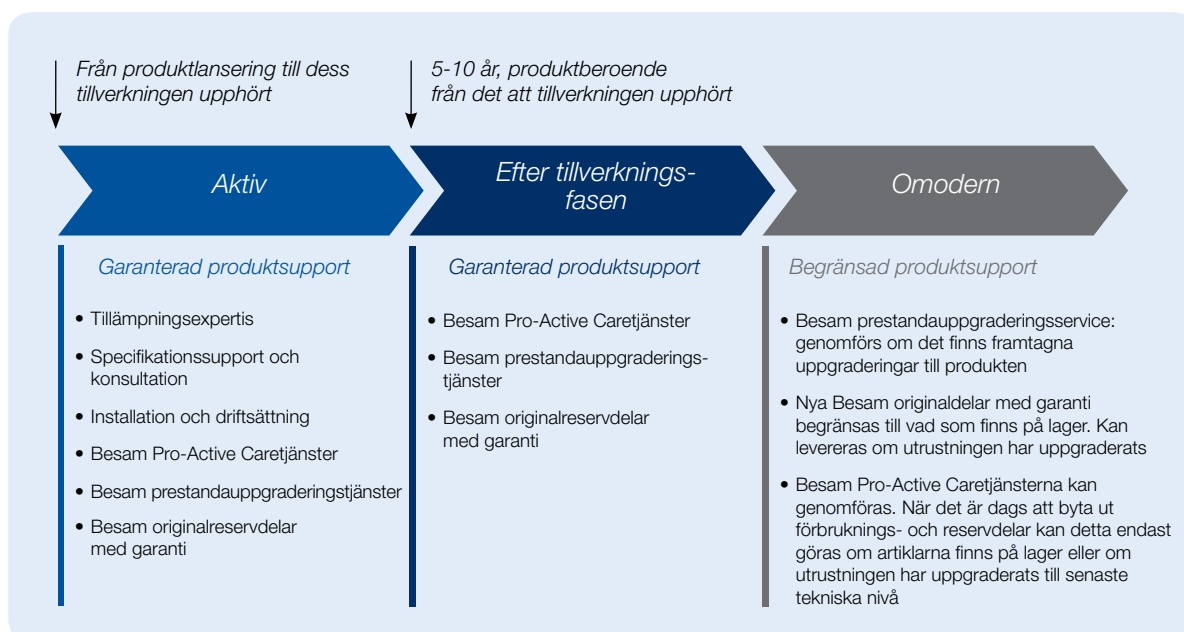 Från produktlansering till dess
tillverkningen upphört
5-10 år, produktberoende
från det att tillverkningen upphört
Aktiv
Efter tillverknings-
fasen
Omodern
Garanterad produktsupport
• Tillämpningsexpertis
• Specifikationssupport och
konsultation
• Installation och driftsättning
• Besam Pro-Active Caretjänster
• Besam prestandauppgraderingstjänster
• Besam originalreservdelar
med garanti
Garanterad produktsupport
• Besam Pro-Active Caretjänster
• Besam prestandauppgraderings-
tjänster
• Besam originalreservdelar
med garanti
Begränsad produktsupport
• Besam prestandauppgraderingsservice:
genomförs om det finns framtagna
uppgraderingar till produkten
• Nya Besam originaldelar med garanti
begränsas till vad som finns på lager. Kan
levereras om utrustningen har uppgraderats
• Besam Pro-Active Caretjänsterna kan
genomföras. När det är dags att byta ut
förbruknings- och reservdelar kan detta endast
göras om artiklarna finns på lager eller om
utrustningen har uppgraderats till senaste
tekniska nivå